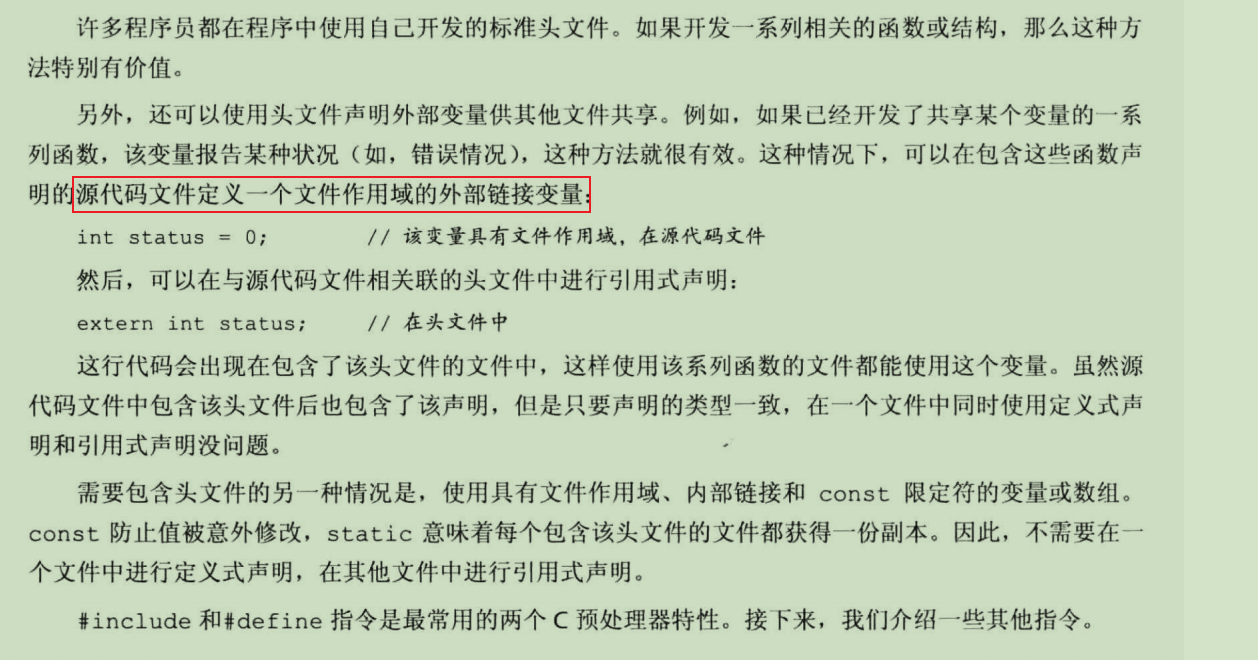 许多程序员都在程序中使用自己开发的标准头文件。如果开发一系列相关的函数或结构，那么这种方
法特别有价值。
另外，还可以使用头文件声明外部变量供其他文件共享。例如，如果已经开发了共享某个变量的一系
列函数，该变量报告某种状况（如，错误情况），这种方法就很有效。这种情况下，可以在包含这些函数声
明的源代码文件定义一个文件作用域的外部链接变量：
int status = 0; // 该变量具有文件作用域，在源代码文件
然后，可以在与源代码文件相关联的头文件中进行引用式声明：
extern int status; // 在头文件中
这行代码会出现在包含了该头文件的文件中，这样使用该系列函数的文件都能使用这个变量。虽然源
代码文件中包含该头文件后也包含了该声明，但是只要声明的类型一致，在一个文件中同时使用定义式声
明和引用式声明没问题。
需要包含头文件的另一种情况是，使用具有文件作用域、内部链接和 const 限定符的变量或数组。
const 防止值被意外修改，static 意味着每个包含该头文件的文件都获得一份副本。因此，不需要在一
个文件中进行定义式声明，在其他文件中进行引用式声明。
#include 和#define 指令是最常用的两个 C 预处理器特性。接下来，我们介绍一些其他指令。